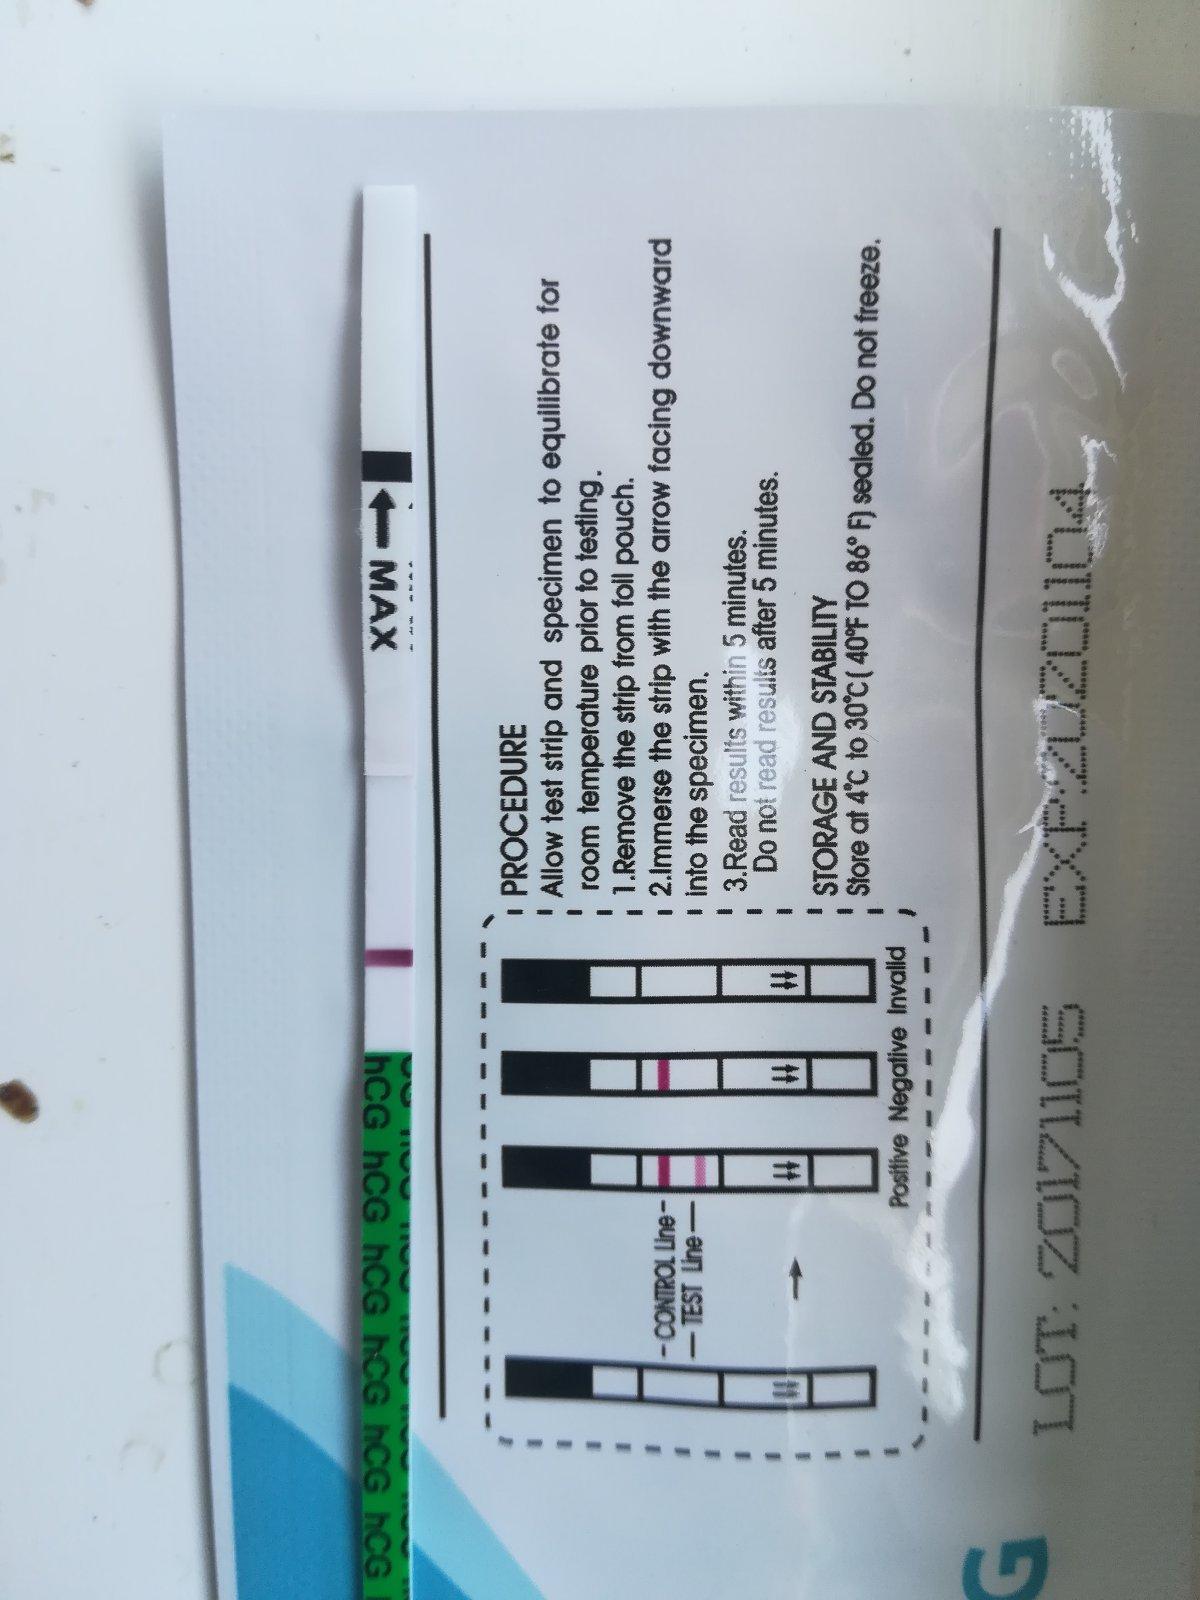 MAX
hCG hCG hCG hCG hCG hCG
PROCEDURE
Allow test strip and specimen to equilibrate for
room temperature prior to testing.
1.Remove the strip from foil pouch.
2.Immerse the strip with the arrow facing downward
into the specimen.
3.Read results within 5 minutes.
Do not read results after 5 minutes.
STORAGE AND STABILITY
Store at 4°C to 30°C( 40°F TO 86° F) sealed. Do not freeze.
CONTROL Line
TEST Line
Positive Negative Invalid
LOT: 20171105 EXP:20201104
G